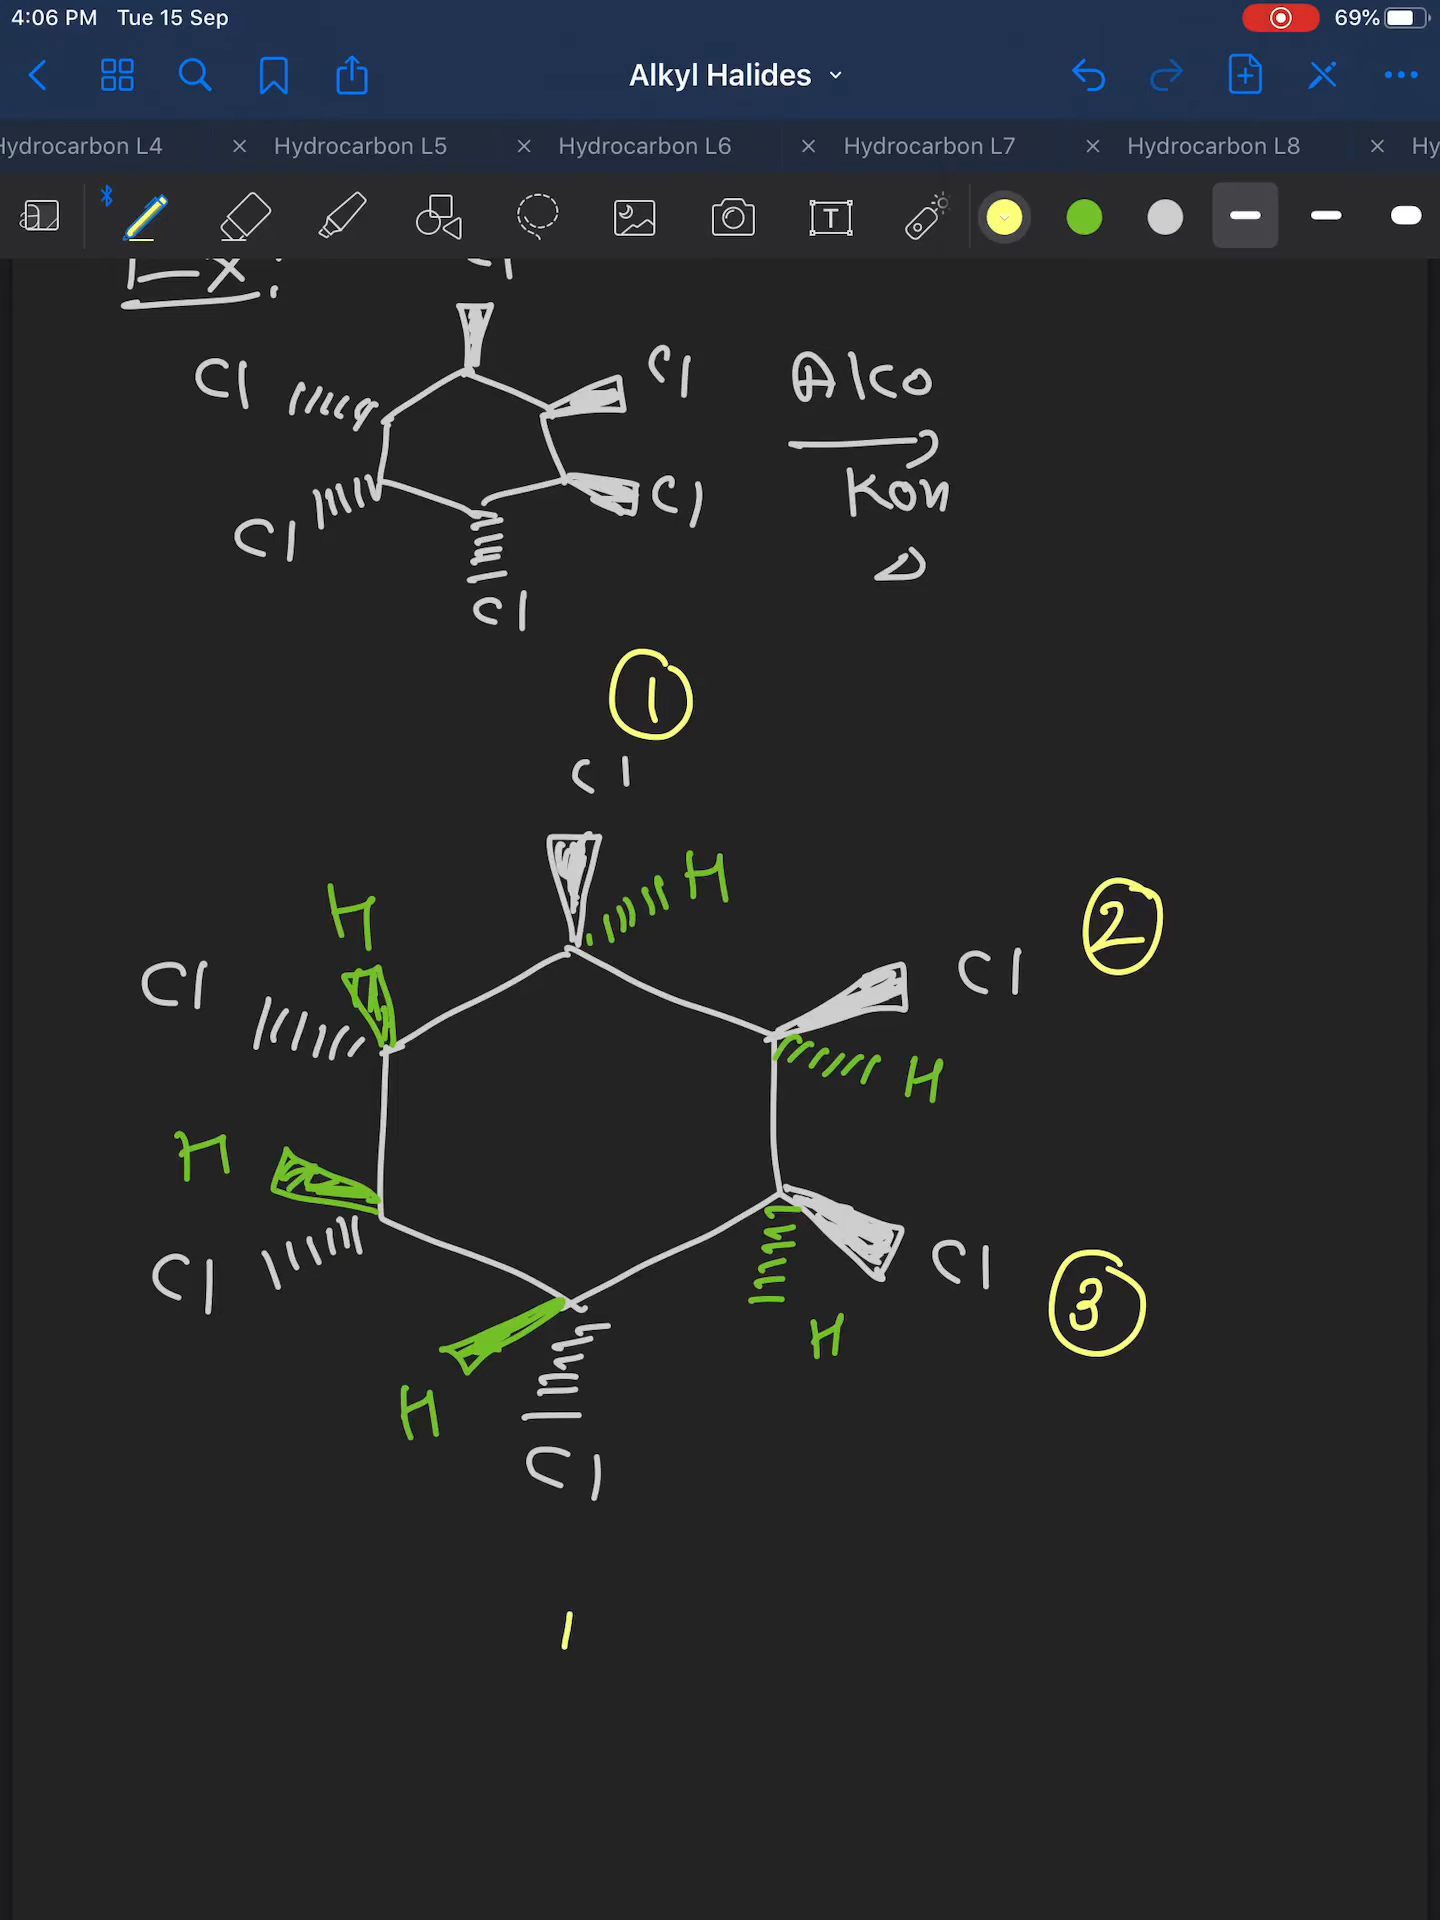 4:06 PM Tue 15 Sep 69%
Alkyl Halides
Hydrocarbon L4 Hydrocarbon L5 Hydrocarbon L6 Hydrocarbon L7 Hydrocarbon L8 Hy
a T
Ex:
Cl
Cl Cl Alco
Cl Cl KOH
Δ
Cl
1
Cl
H H
2
Cl Cl
H
H
Cl Cl
3
H
H
Cl